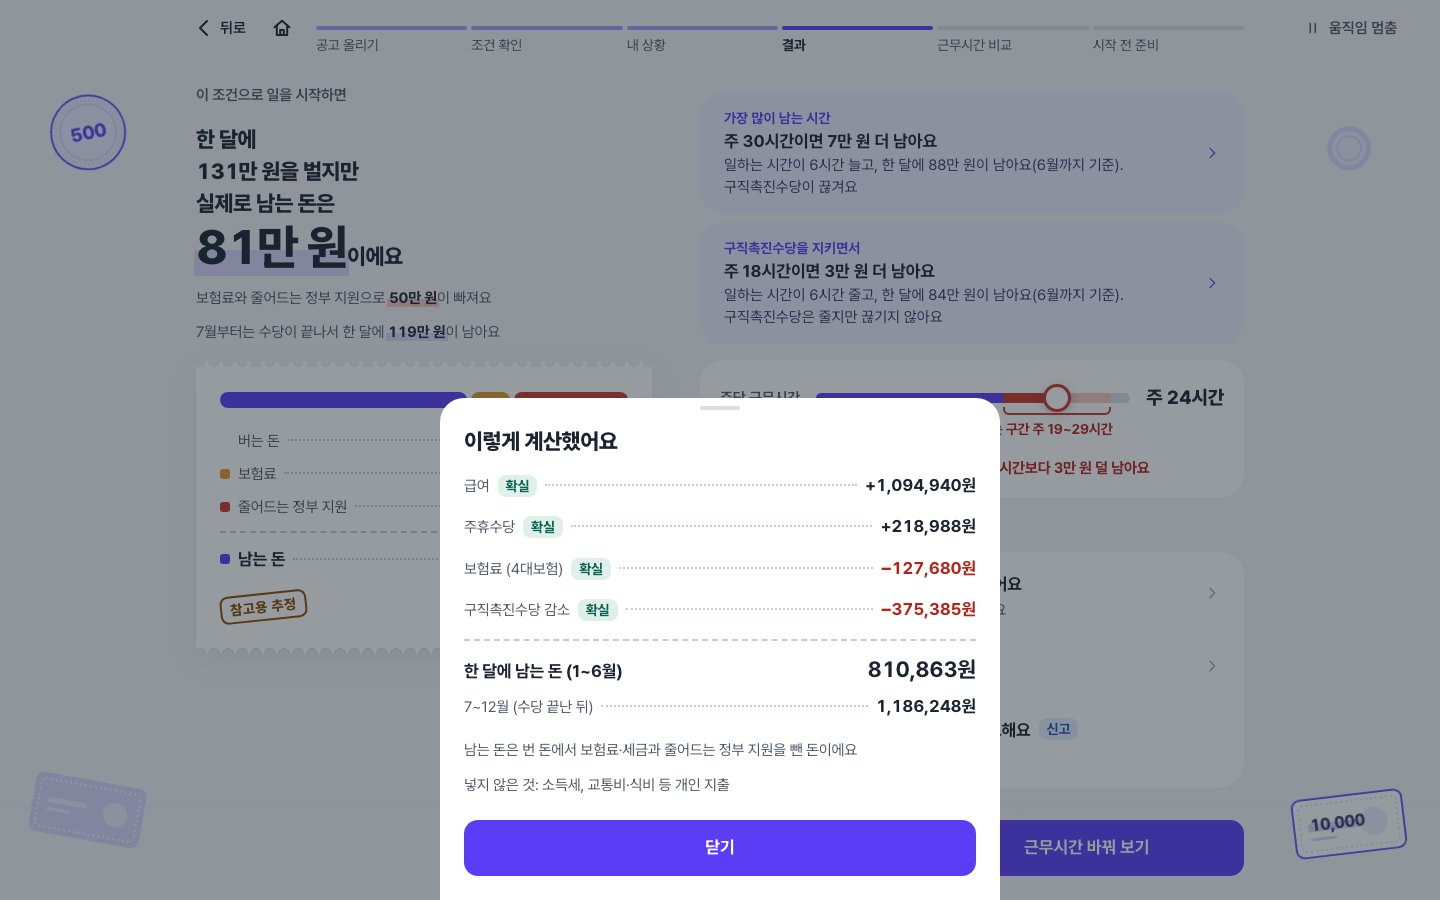 뒤로
공고 올리기
조건 확인
내 상황
결과
근무시간 비교
시작 전 준비
움직임 멈춤
500
이 조건으로 일을 시작하면
한 달에
131만 원을 벌지만
실제로 남는 돈은
81만 원이에요
보험료와 줄어드는 정부 지원으로 50만 원이 빠져요
7월부터는 수당이 끝나서 한 달에 119만 원이 남아요
버는 돈
보험료
줄어드는 정부 지원
남는 돈
참고용 추정
가장 많이 남는 시간
주 30시간이면 7만 원 더 남아요
일하는 시간이 6시간 늘고, 한 달에 88만 원이 남아요(6월까지 기준).
구직촉진수당이 끊겨요
구직촉진수당을 지키면서
주 18시간이면 3만 원 더 남아요
일하는 시간이 6시간 줄고, 한 달에 84만 원이 남아요(6월까지 기준).
구직촉진수당은 줄지만 끊기지 않아요
주 24시간
구간 주 19~29시간
시간보다 3만 원 덜 남아요
신고
근무시간 바꿔 보기
10,000
이렇게 계산했어요
급여 확실 +1,094,940원
주휴수당 확실 +218,988원
보험료 (4대보험) 확실 −127,680원
구직촉진수당 감소 확실 −375,385원
한 달에 남는 돈 (1~6월) 810,863원
7~12월 (수당 끝난 뒤) 1,186,248원
남는 돈은 번 돈에서 보험료·세금과 줄어드는 정부 지원을 뺀 돈이에요
넣지 않은 것: 소득세, 교통비·식비 등 개인 지출
닫기